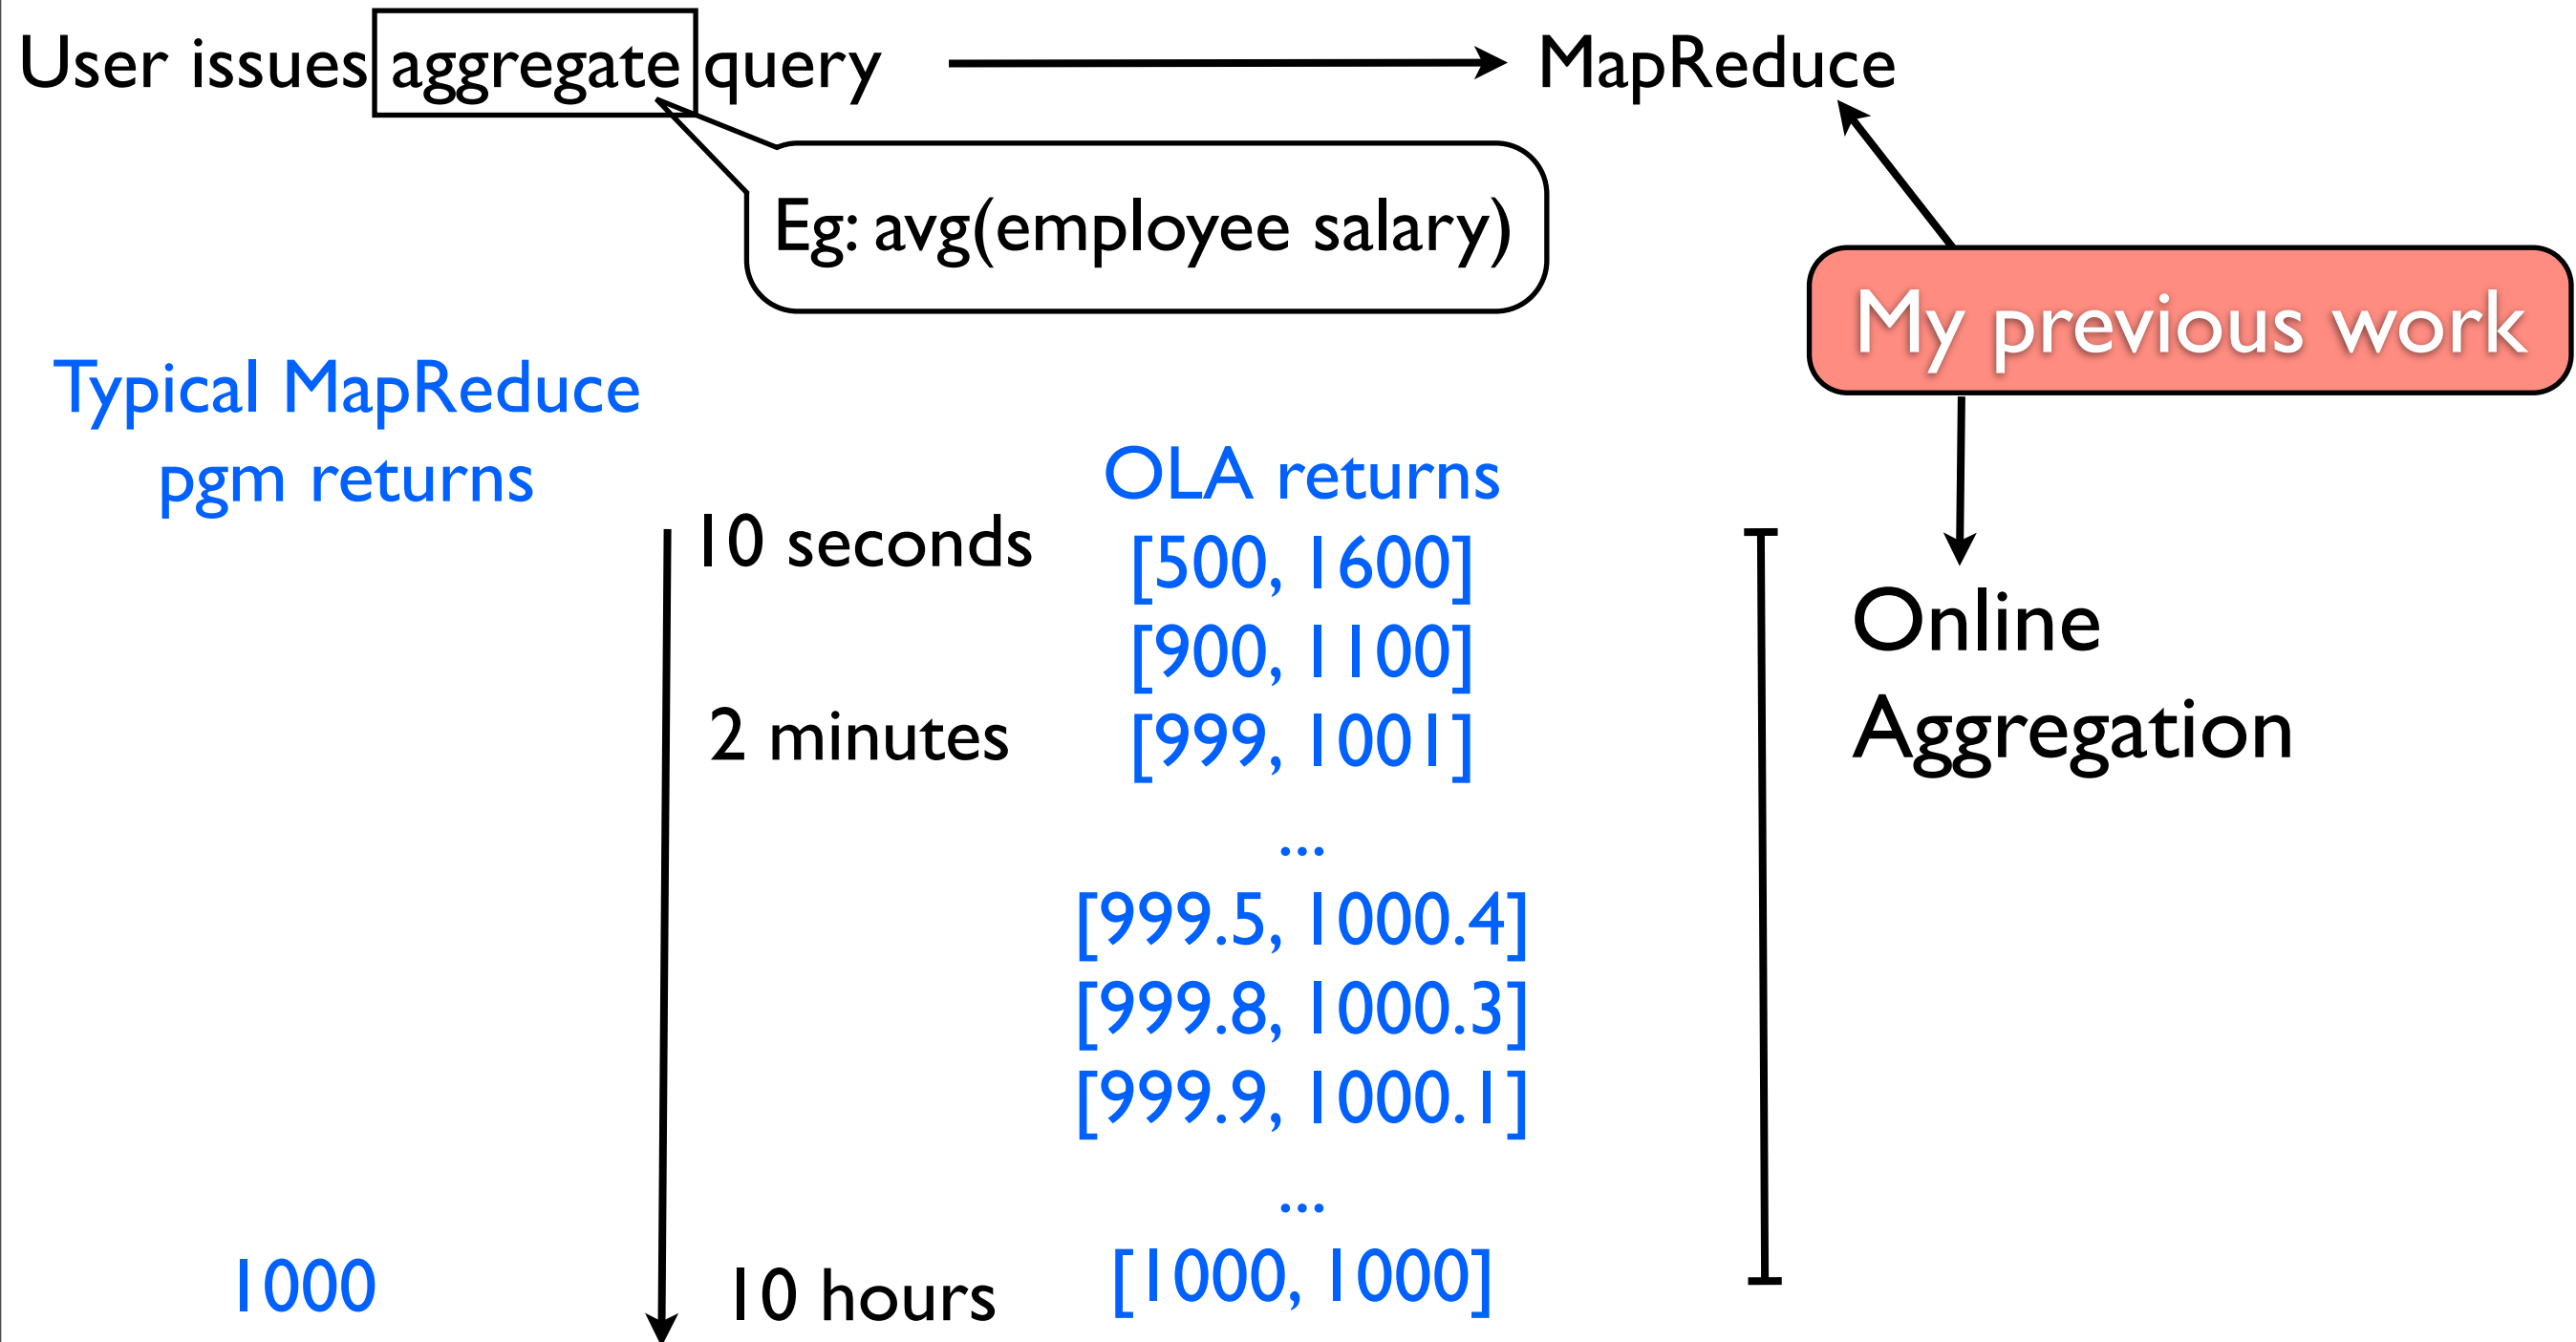 User issues aggregate query
MapReduce
Eg: avg(employee salary)
My previous work
Typical MapReduce
pgm returns
OLA returns
10 seconds
[500, 1600]
[900, 1100]
2 minutes
[999, 1001]
...
[999.5, 1000.4]
[999.8, 1000.3]
[999.9, 1000.1]
...
1000
10 hours
[1000, 1000]
Online
Aggregation